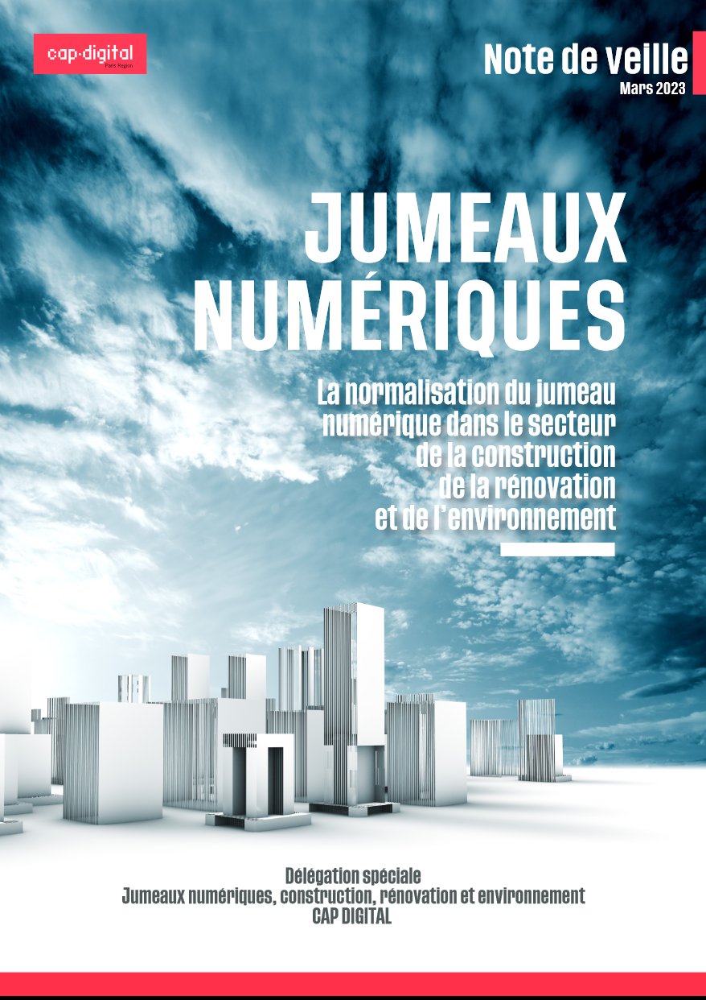 cap·digital
Paris Region
Note de veille
Mars 2023
JUMEAUX
NUMÉRIQUES
La normalisation du jumeau
numérique dans le secteur
de la construction
de la rénovation
et de l'environnement
Délégation spéciale
Jumeaux numériques, construction, rénovation et environnement
CAP DIGITAL